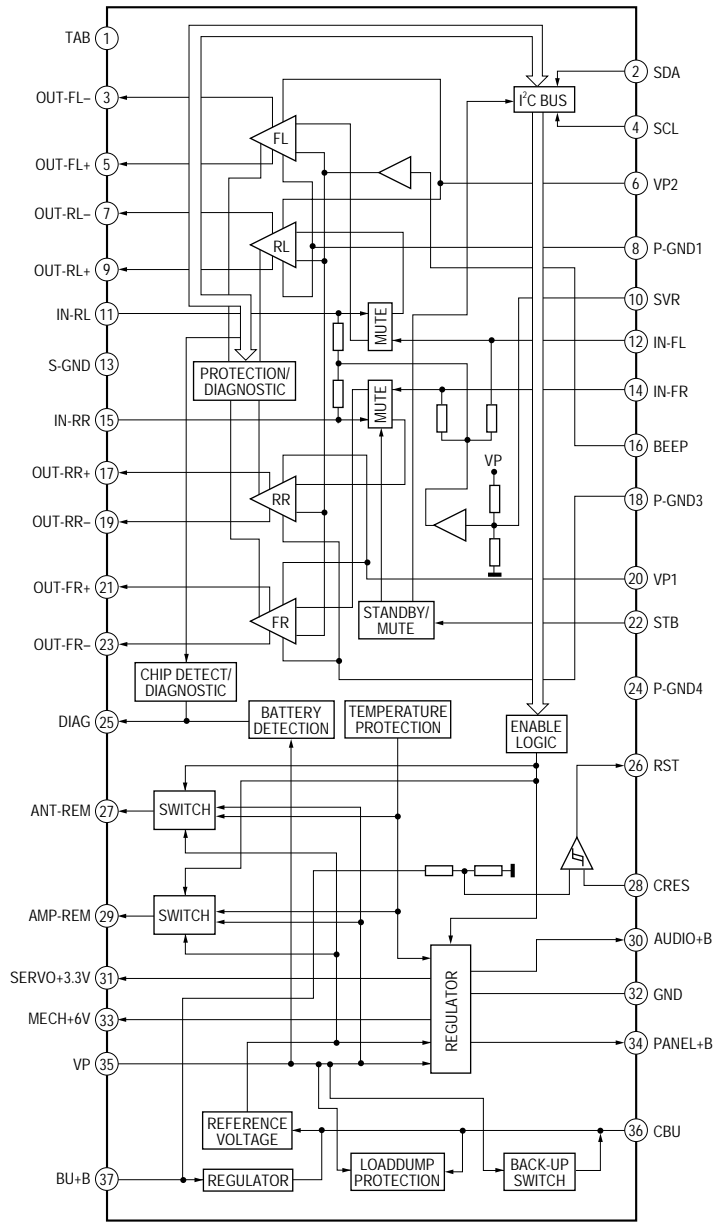 TAB 1
2 SDA
OUT-FL– 3
I²C BUS
4 SCL
FL
OUT-FL+ 5
6 VP2
OUT-RL– 7
RL
8 P-GND1
OUT-RL+ 9
10 SVR
IN-RL 11
MUTE
12 IN-FL
S-GND 13
PROTECTION/
DIAGNOSTIC
14 IN-FR
MUTE
IN-RR 15
16 BEEP
VP
OUT-RR+ 17
RR
18 P-GND3
OUT-RR– 19
20 VP1
OUT-FR+ 21
FR
STANDBY/
MUTE
22 STB
OUT-FR– 23
CHIP DETECT/
DIAGNOSTIC
24 P-GND4
DIAG 25
BATTERY
DETECTION
TEMPERATURE
PROTECTION
ENABLE
LOGIC
26 RST
ANT-REM 27
SWITCH
28 CRES
AMP-REM 29
SWITCH
30 AUDIO+B
SERVO+3.3V 31
REGULATOR
32 GND
MECH+6V 33
34 PANEL+B
VP 35
REFERENCE
VOLTAGE
36 CBU
BU+B 37
REGULATOR
LOADDUMP
PROTECTION
BACK-UP
SWITCH